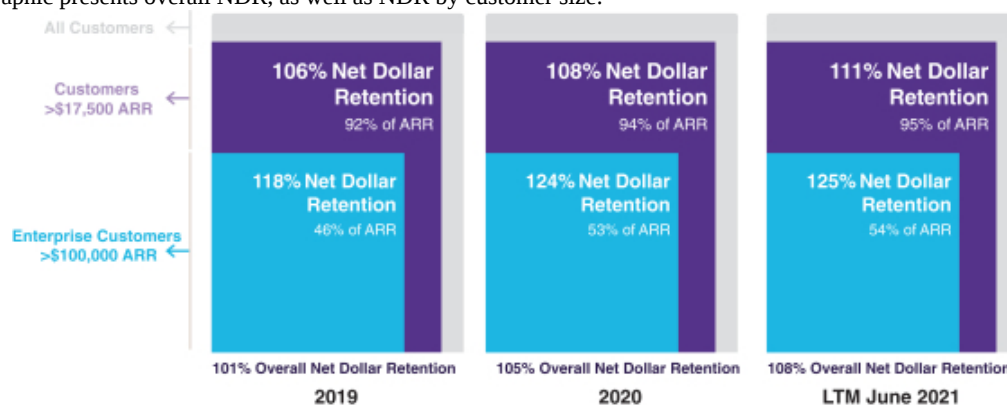 presents overall NDR, as well as NDR by customer size:
All Customers
Customers
>$17,500 ARR
Enterprise Customers
>$100,000 ARR
106% Net Dollar
Retention
92% of ARR
118% Net Dollar
Retention
46% of ARR
101% Overall Net Dollar Retention
2019
108% Net Dollar
Retention
94% of ARR
124% Net Dollar
Retention
53% of ARR
105% Overall Net Dollar Retention
2020
111% Net Dollar
Retention
95% of ARR
125% Net Dollar
Retention
54% of ARR
108% Overall Net Dollar Retention
LTM June 2021